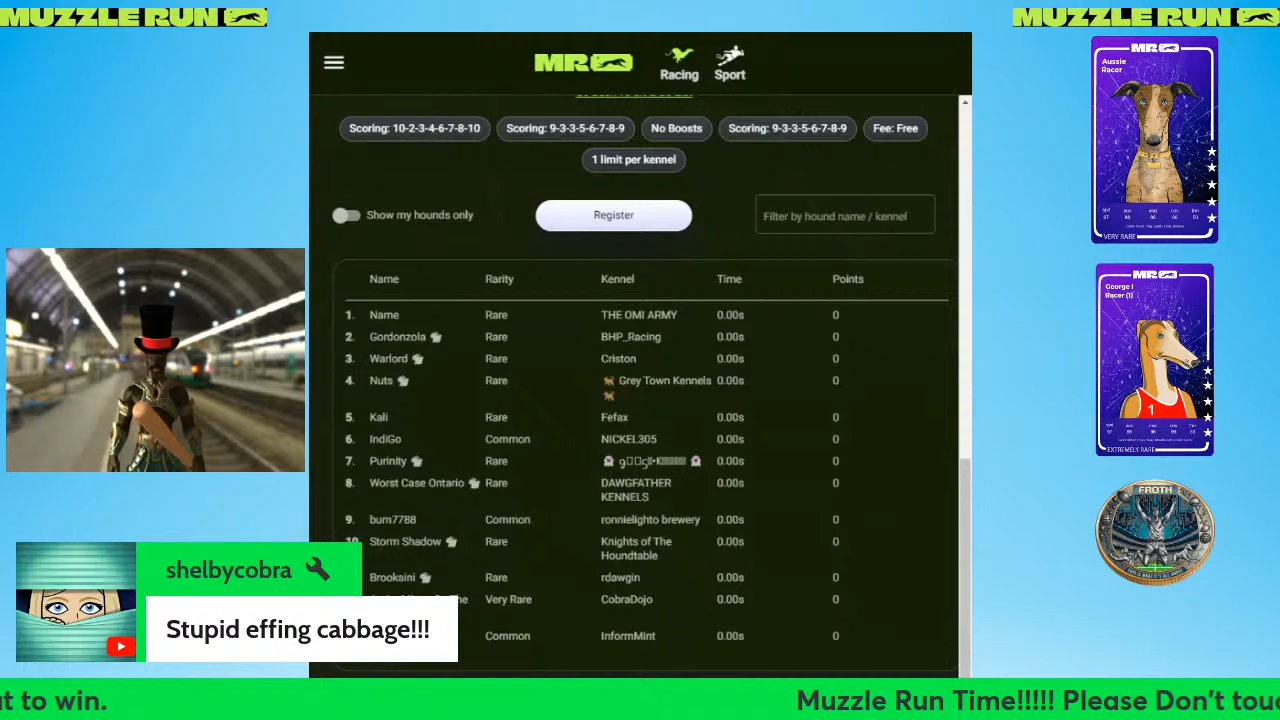 MUZZLE RUN
MUZZLE RUN
MR
Racing
Sport
Scoring: 10-2-3-4-6-7-8-10
Scoring: 9-3-3-5-6-7-8-9
No Boosts
Scoring: 9-3-3-5-6-7-8-9
Fee: Free
1 limit per kennel
Show my hounds only
Register
Filter by hound name / kennel
Name Rarity Kennel Time Points
1. Name Rare THE OMI ARMY 0.00s 0
2. Gordonzola Rare BHP_Racing 0.00s 0
3. Warlord Rare Criston 0.00s 0
4. Nuts Rare Grey Town Kennels 0.00s 0
5. Kali Rare Fefax 0.00s 0
6. IndiGo Common NICKEL305 0.00s 0
7. Purinity Rare 0.00s 0
8. Worst Case Ontario Rare DAWGFATHER 0.00s 0
KENNELS
9. burn7788 Common ronnielighto brewery 0.00s 0
10. Storm Shadow Rare Knights of The 0.00s 0
Houndtable
Brooksini Rare rdawgin 0.00s 0
The Very Rare CobraDojo 0.00s 0
Common InformMint 0.00s 0
shelbycobra
Stupid effing cabbage!!!
MR
Aussie
Racer
VERY RARE
MR
George I
Racer (1)
1
EXTREMELY RARE
FROTH
t to win.
Muzzle Run Time!!!!! Please Don't touc